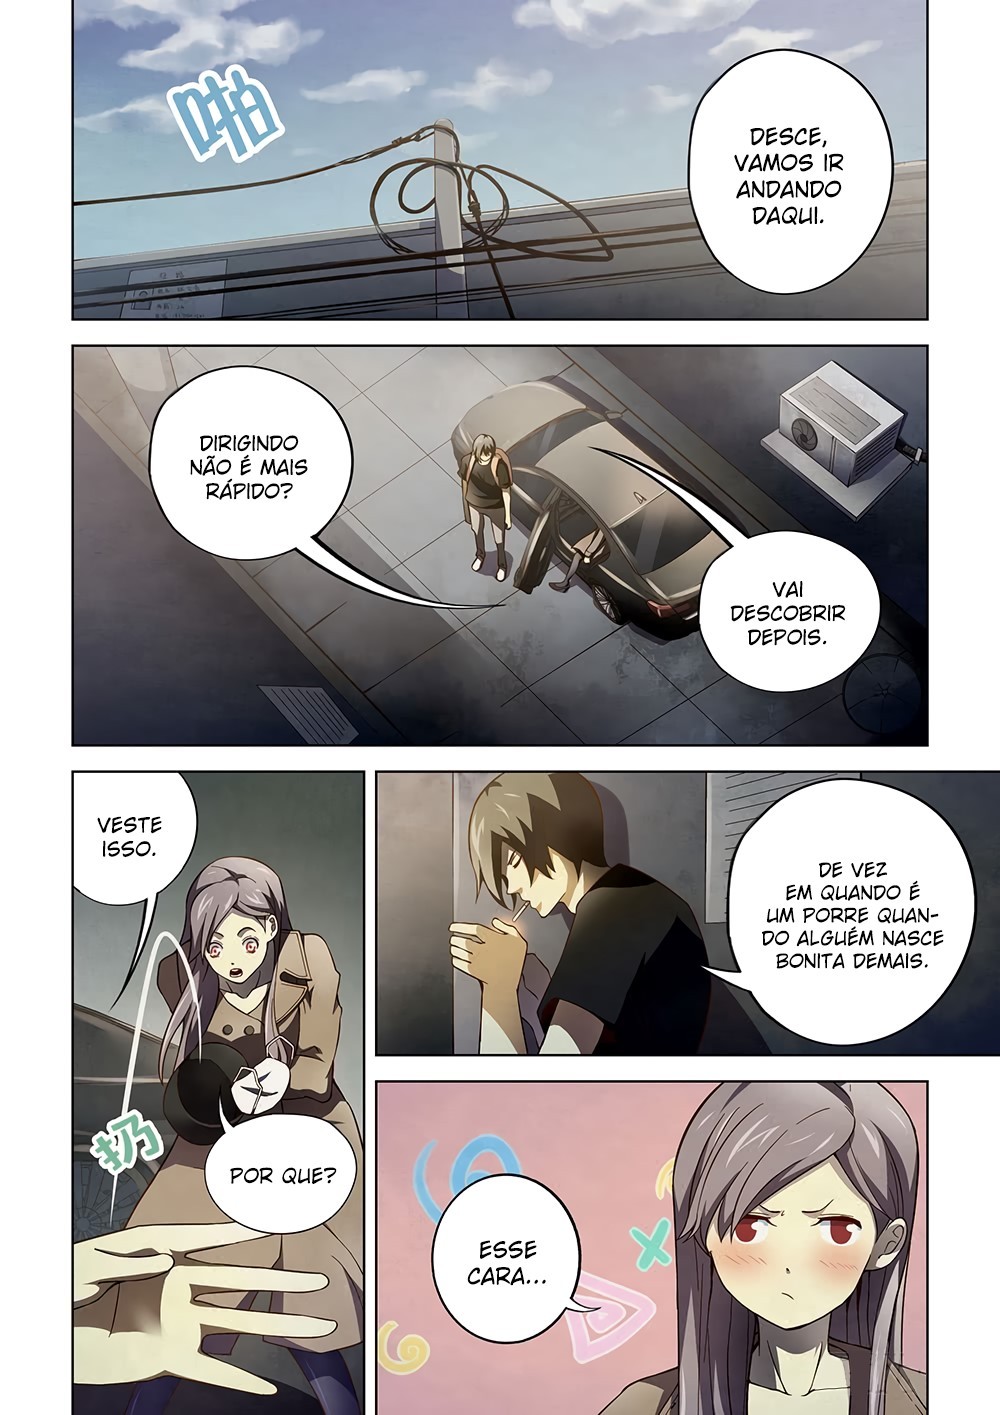 啪
DESCE,
VAMOS IR
ANDANDO
DAQUI.
DIRIGINDO
NÃO É MAIS
RÁPIDO?
VAI
DESCOBRIR
DEPOIS.
VESTE
ISSO.
扔
POR QUE?
DE VEZ
EM QUANDO É
UM PORRE QUAN-
DO ALGUÉM NASCE
BONITA DEMAIS.
ESSE
CARA...